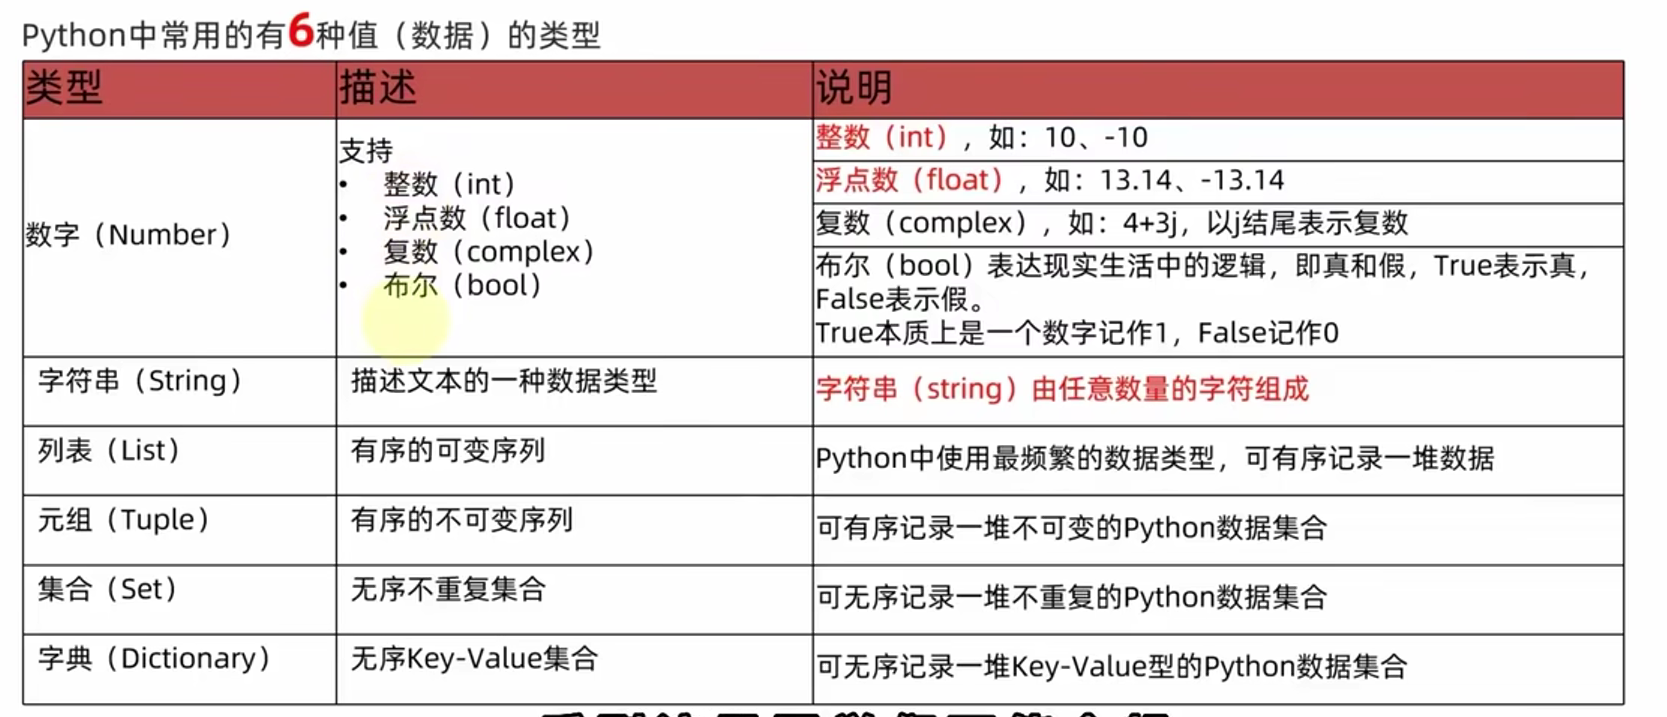 Python中常用的有6种值（数据）的类型
类型 描述 说明
数字（Number）
支持
• 整数（int）
• 浮点数（float）
• 复数（complex）
• 布尔（bool）
整数（int），如：10、-10
浮点数（float），如：13.14、-13.14
复数（complex），如：4+3j，以j结尾表示复数
布尔（bool）表达现实生活中的逻辑，即真和假，True表示真，
False表示假。
True本质上是一个数字记作1，False记作0
字符串（String） 描述文本的一种数据类型 字符串（string）由任意数量的字符组成
列表（List） 有序的可变序列 Python中使用最频繁的数据类型，可有序记录一堆数据
元组（Tuple） 有序的不可变序列 可有序记录一堆不可变的Python数据集合
集合（Set） 无序不重复集合 可无序记录一堆不重复的Python数据集合
字典（Dictionary） 无序Key-Value集合 可无序记录一堆Key-Value型的Python数据集合